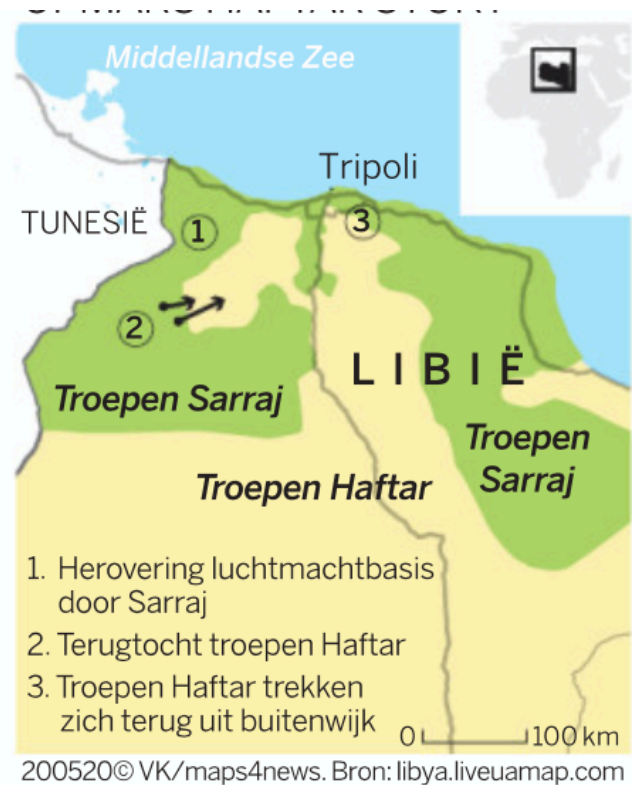 Middellandse Zee
Tripoli
TUNESIË
1
3
2
LIBIË
Troepen Sarraj
Troepen
Sarraj
Troepen Haftar
1. Herovering luchtmachtbasis
door Sarraj
2. Terugtocht troepen Haftar
3. Troepen Haftar trekken
zich terug uit buitenwijk
0 100 km
200520© VK/maps4news. Bron: libya.liveuamap.com